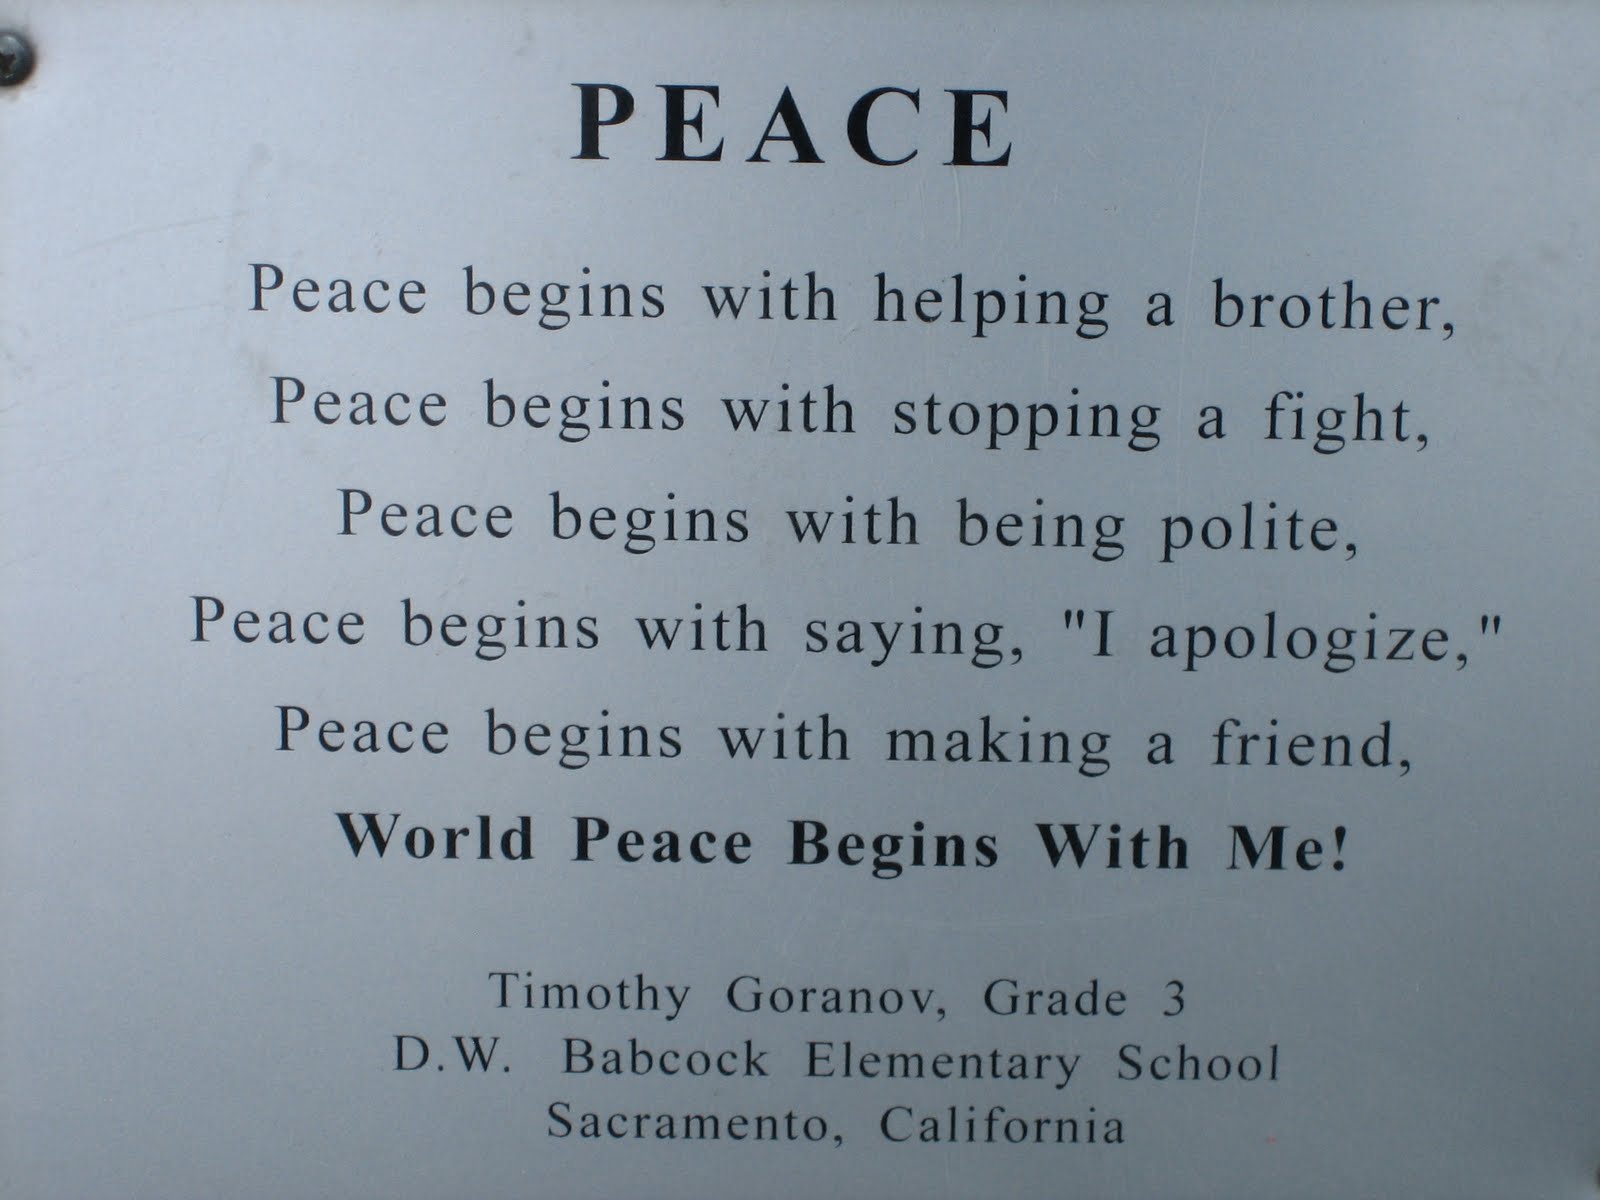 PEACE
Peace begins with helping a brother,
Peace begins with stopping a fight,
Peace begins with being polite,
Peace begins with saying, "I apologize,"
Peace begins with making a friend,
World Peace Begins With Me!
Timothy Goranov, Grade 3
D.W. Babcock Elementary School
Sacramento, California